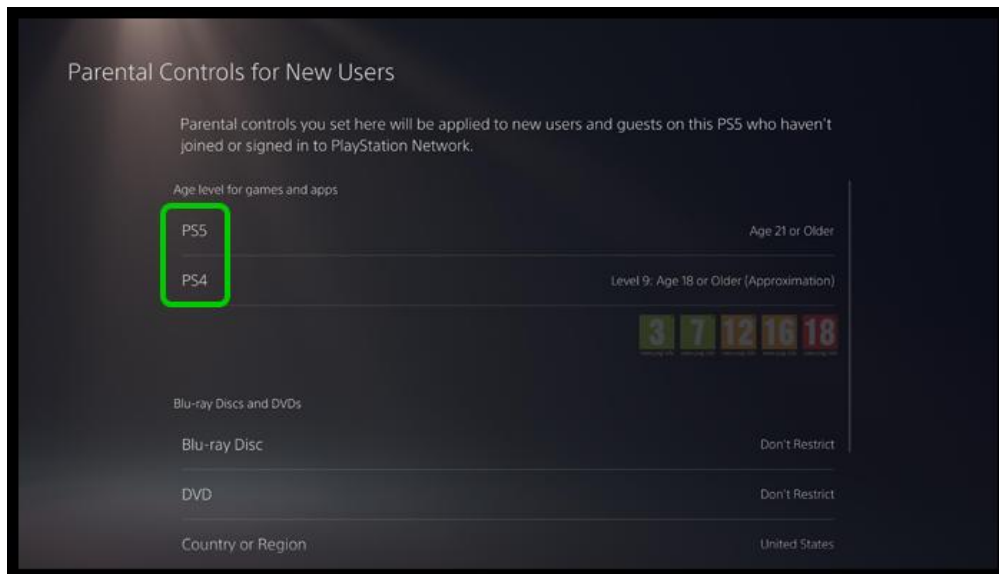 Parental Controls for New Users
Parental controls you set here will be applied to new users and guests on this PS5 who haven't
joined or signed in to PlayStation Network.
Age level for games and apps
PS5 Age 21 or Older
PS4 Level 9: Age 18 or Older (Approximation)
3 7 12 16 18
Blu-ray Discs and DVDs
Blu-ray Disc Don't Restrict
DVD Don't Restrict
Country or Region United States